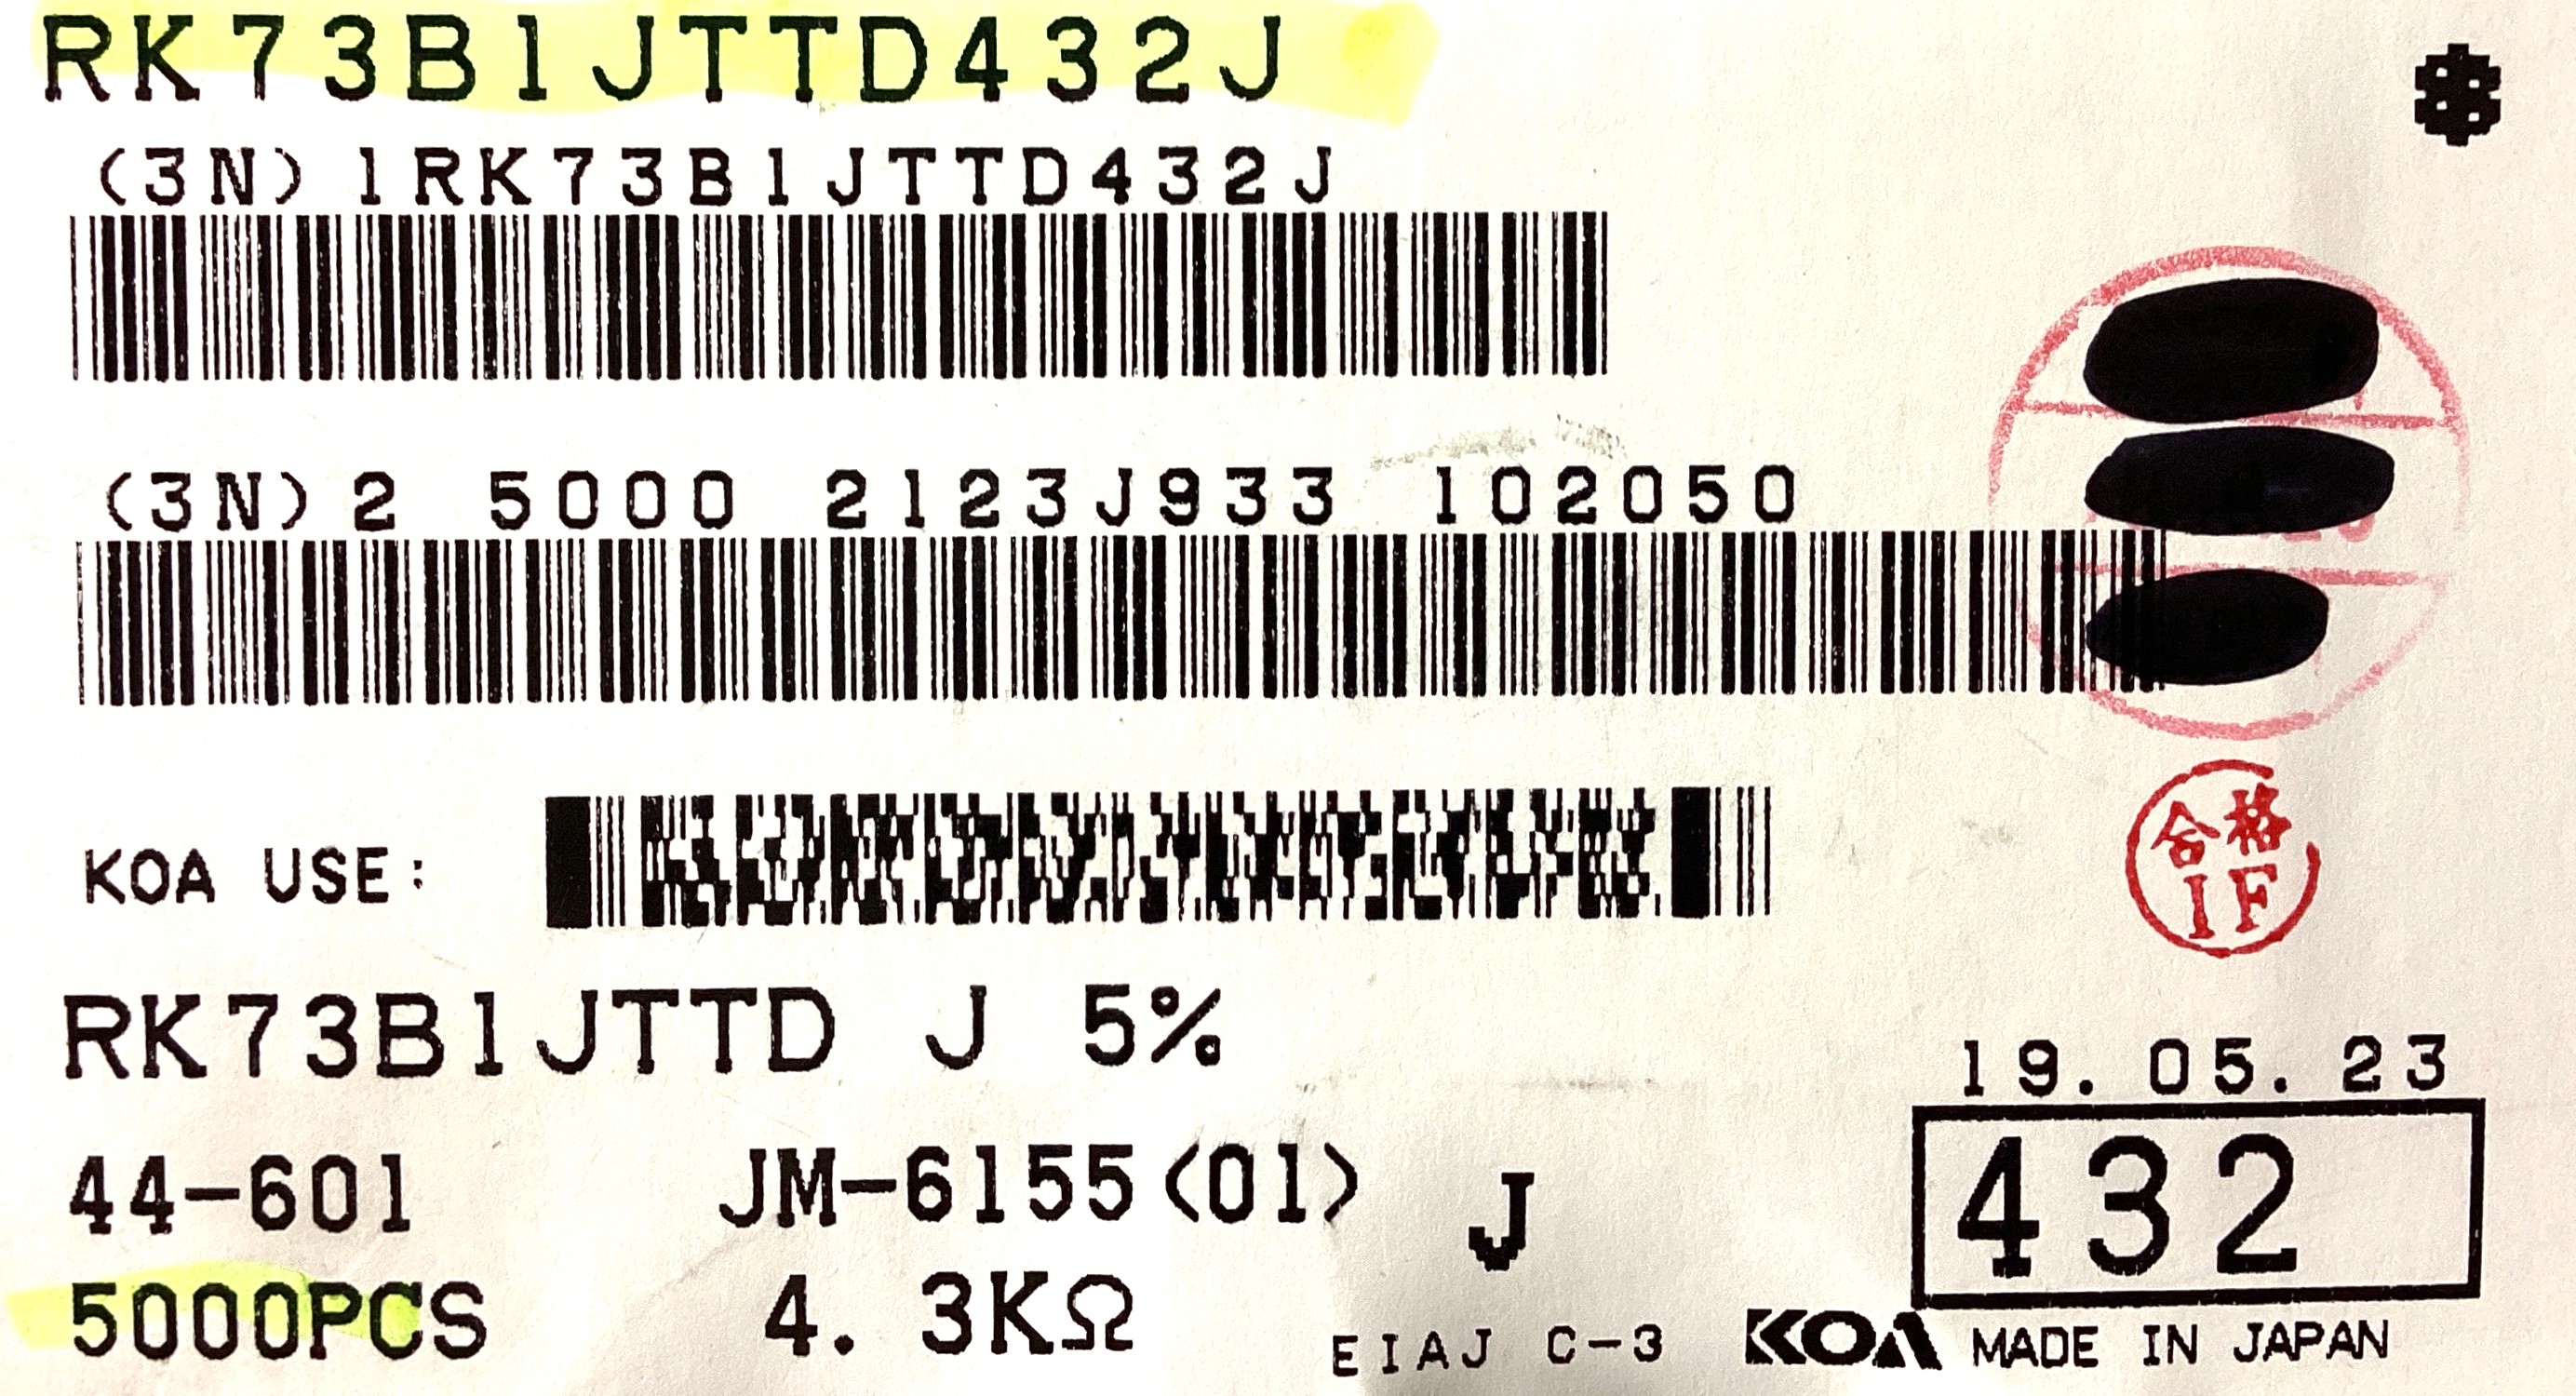 RK73B1JTTD432J
(3N)1RK73B1JTTD432J
(3N)2 5000 2123J933 102050
KOA USE:
合格
IF
RK73B1JTTD J 5%
19.05.23
44-601 JM-6155(01) J
432
5000PCS 4.3KΩ
EIAJ C-3 KOA MADE IN JAPAN